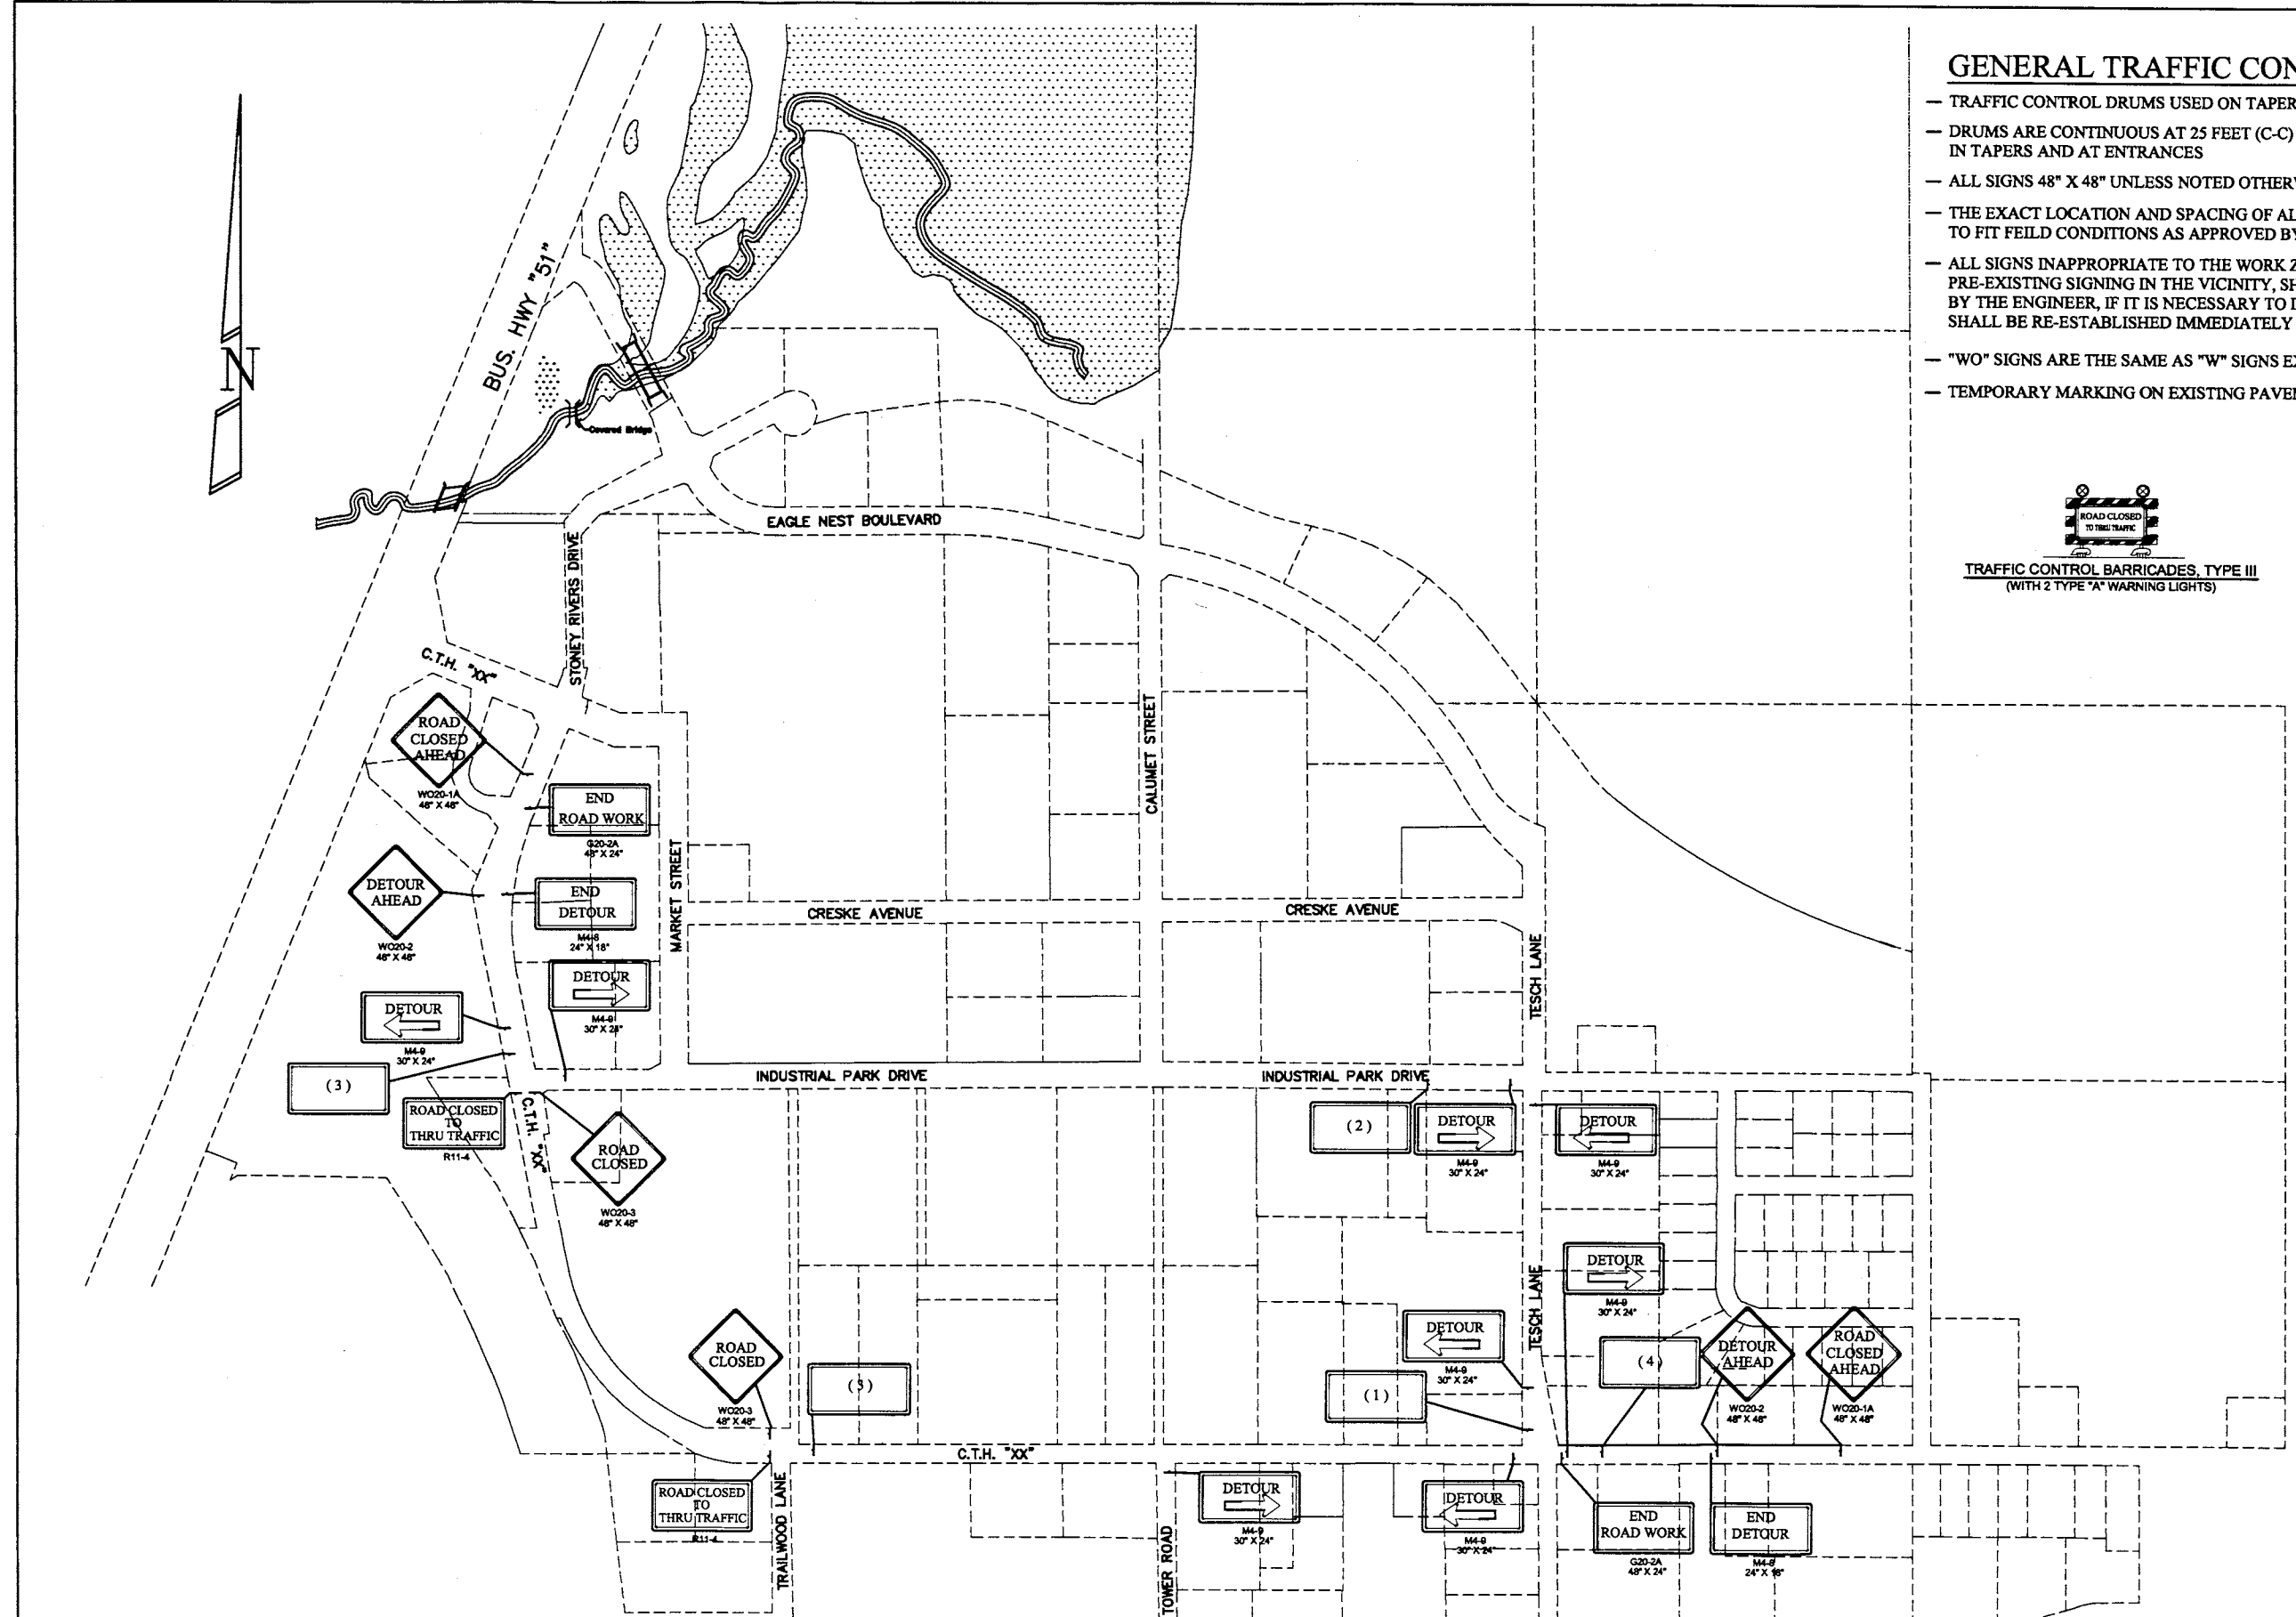 GENERAL TRAFFIC CON
— TRAFFIC CONTROL DRUMS USED ON TAPER
— DRUMS ARE CONTINUOUS AT 25 FEET (C-C)
IN TAPERS AND AT ENTRANCES
— ALL SIGNS 48" X 48" UNLESS NOTED OTHER
— THE EXACT LOCATION AND SPACING OF AL
TO FIT FEILD CONDITIONS AS APPROVED BY
— ALL SIGNS INAPPROPRIATE TO THE WORK Z
PRE-EXISTING SIGNING IN THE VICINITY, SH
BY THE ENGINEER, IF IT IS NECESSARY TO
SHALL BE RE-ESTABLISHED IMMEDIATELY
— "WO" SIGNS ARE THE SAME AS "W" SIGNS EX
— TEMPORARY MARKING ON EXISTING PAVE
ROAD CLOSED
TO THRU TRAFFIC
TRAFFIC CONTROL BARRICADES, TYPE III
(WITH 2 TYPE "A" WARNING LIGHTS)
N
BUS. HWY "51"
Covered Bridge
EAGLE NEST BOULEVARD
STONEY RIVERS DRIVE
C.T.H. "XX"
CALUMET STREET
ROAD
CLOSED
AHEAD
WO20-1A
48" X 48"
END
ROAD WORK
G20-2A
48" X 24"
MARKET STREET
DETOUR
AHEAD
WO20-2
48" X 48"
END
DETOUR
M4-8
24" X 18"
CRESKE AVENUE
CRESKE AVENUE
TESCH LANE
DETOUR
M4-9
30" X 24"
DETOUR
M4-9
30" X 24"
(3)
INDUSTRIAL PARK DRIVE
INDUSTRIAL PARK DRIVE
ROAD CLOSED
TO
THRU TRAFFIC
R11-4
C.T.H. "XX"
ROAD
CLOSED
WO20-3
48" X 48"
(2)
DETOUR
M4-9
30" X 24"
DETOUR
M4-9
30" X 24"
TESCH LANE
DETOUR
M4-9
30" X 24"
ROAD
CLOSED
WO20-3
48" X 48"
(3)
DETOUR
M4-9
30" X 24"
(1)
(4)
DETOUR
AHEAD
WO20-2
48" X 48"
ROAD
CLOSED
AHEAD
WO20-1A
48" X 48"
C.T.H. "XX"
ROAD CLOSED
TO
THRU TRAFFIC
R11-4
TRAILWOOD LANE
TOWER ROAD
DETOUR
M4-9
30" X 24"
DETOUR
M4-9
30" X 24"
END
ROAD WORK
G20-2A
48" X 24"
END
DETOUR
M4-8
24" X 18"